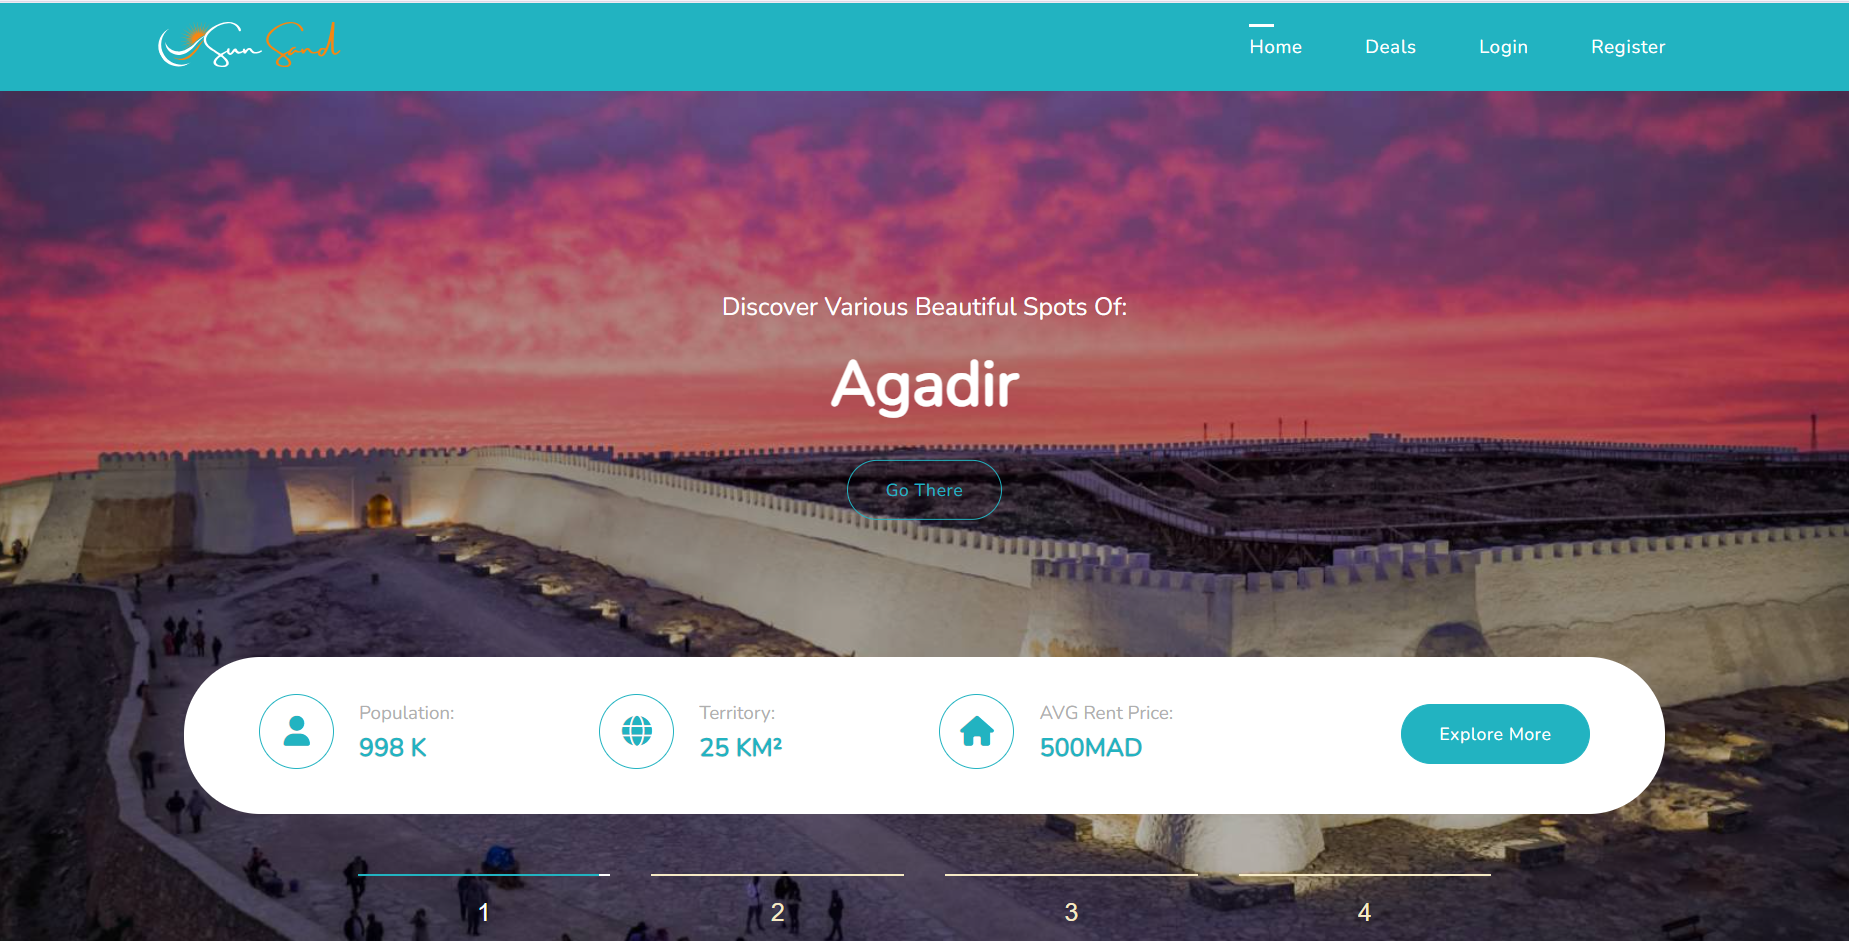 Sun Sand
Home Deals Login Register
Discover Various Beautiful Spots Of:
Agadir
Go There
Population:
998 K
Territory:
25 KM²
AVG Rent Price:
500MAD
Explore More
1 2 3 4